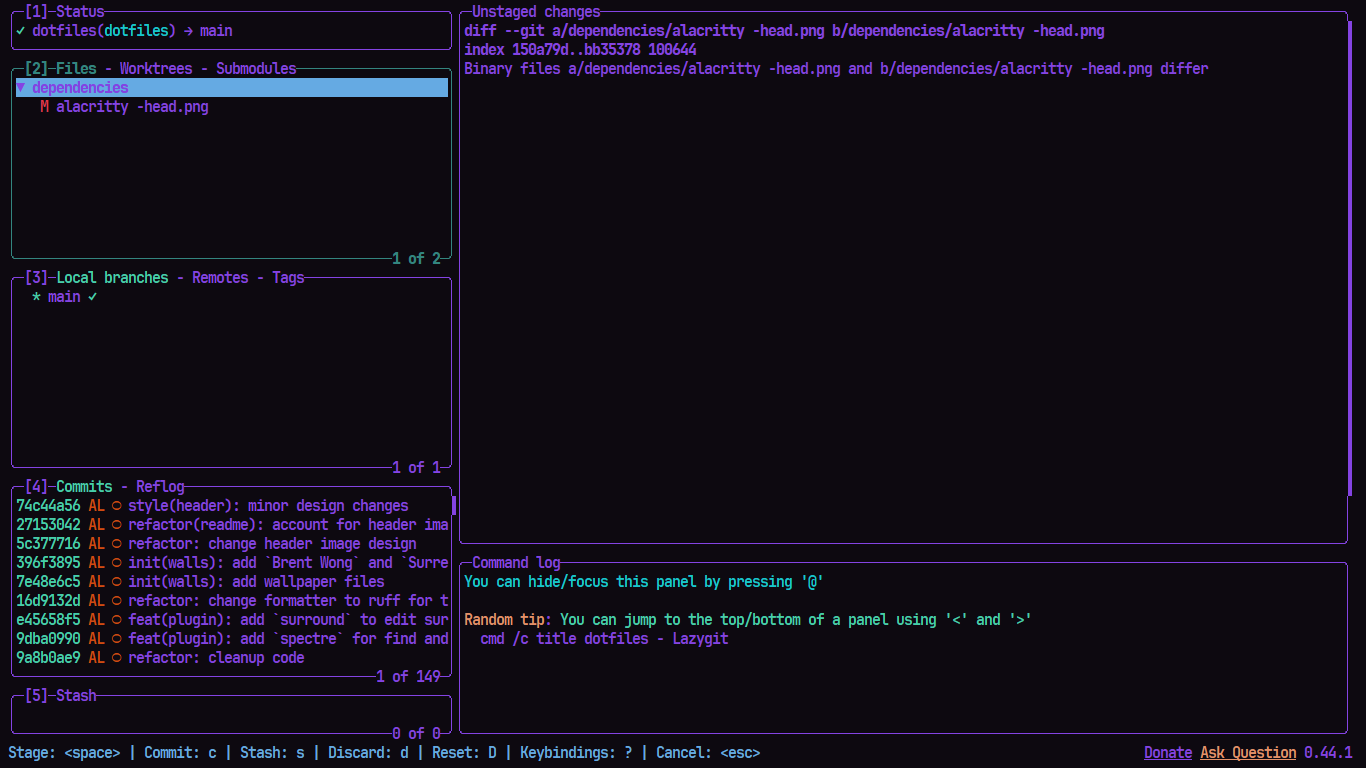 [1]-Status
✓ dotfiles(dotfiles) → main
[2]-Files - Worktrees - Submodules
▼ dependencies
M alacritty -head.png
1 of 2
[3]-Local branches - Remotes - Tags
* main ✓
1 of 1
[4]-Commits - Reflog
74c44a56 AL ○ style(header): minor design changes
27153042 AL ○ refactor(readme): account for header ima
5c377716 AL ○ refactor: change header image design
396f3895 AL ○ init(walls): add `Brent Wong` and `Surre
7e48e6c5 AL ○ init(walls): add wallpaper files
16d9132d AL ○ refactor: change formatter to ruff for t
e45658f5 AL ○ feat(plugin): add `surround` to edit sur
9dba0990 AL ○ feat(plugin): add `spectre` for find and
9a8b0ae9 AL ○ refactor: cleanup code
1 of 149
[5]-Stash
0 of 0
Unstaged changes
diff --git a/dependencies/alacritty -head.png b/dependencies/alacritty -head.png
index 150a79d..bb35378 100644
Binary files a/dependencies/alacritty -head.png and b/dependencies/alacritty -head.png differ
Command log
You can hide/focus this panel by pressing '@'
Random tip: You can jump to the top/bottom of a panel using '<' and '>'
cmd /c title dotfiles - Lazygit
Stage: <space> | Commit: c | Stash: s | Discard: d | Reset: D | Keybindings: ? | Cancel: <esc>
Donate Ask Question 0.44.1